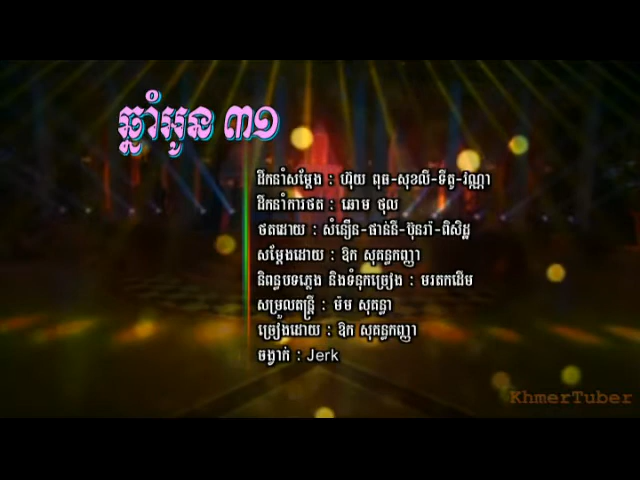 ឆ្នាំអូន ៣១
ដឹកនាំសម្តែង : ហ៊ុយ ពុធ-សុខលី-ទីតូ-វណ្ណា
ដឹកនាំការថត : ឆោម ថុល
ថតដោយ : សំនឿន-ផាន់នី-ប៊ុនរ៉ា-ពិសិដ្ឋ
សម្តែងដោយ : ឱក សុគន្ធកញ្ញា
និពន្ធបទភ្លេង និងទំនុកច្រៀង : មរតកដើម
សម្រួលតន្ត្រី : ម៉ម សុគន្ធា
ច្រៀងដោយ : ឱក សុគន្ធកញ្ញា
ចង្វាក់ : Jerk
KhmerTuber